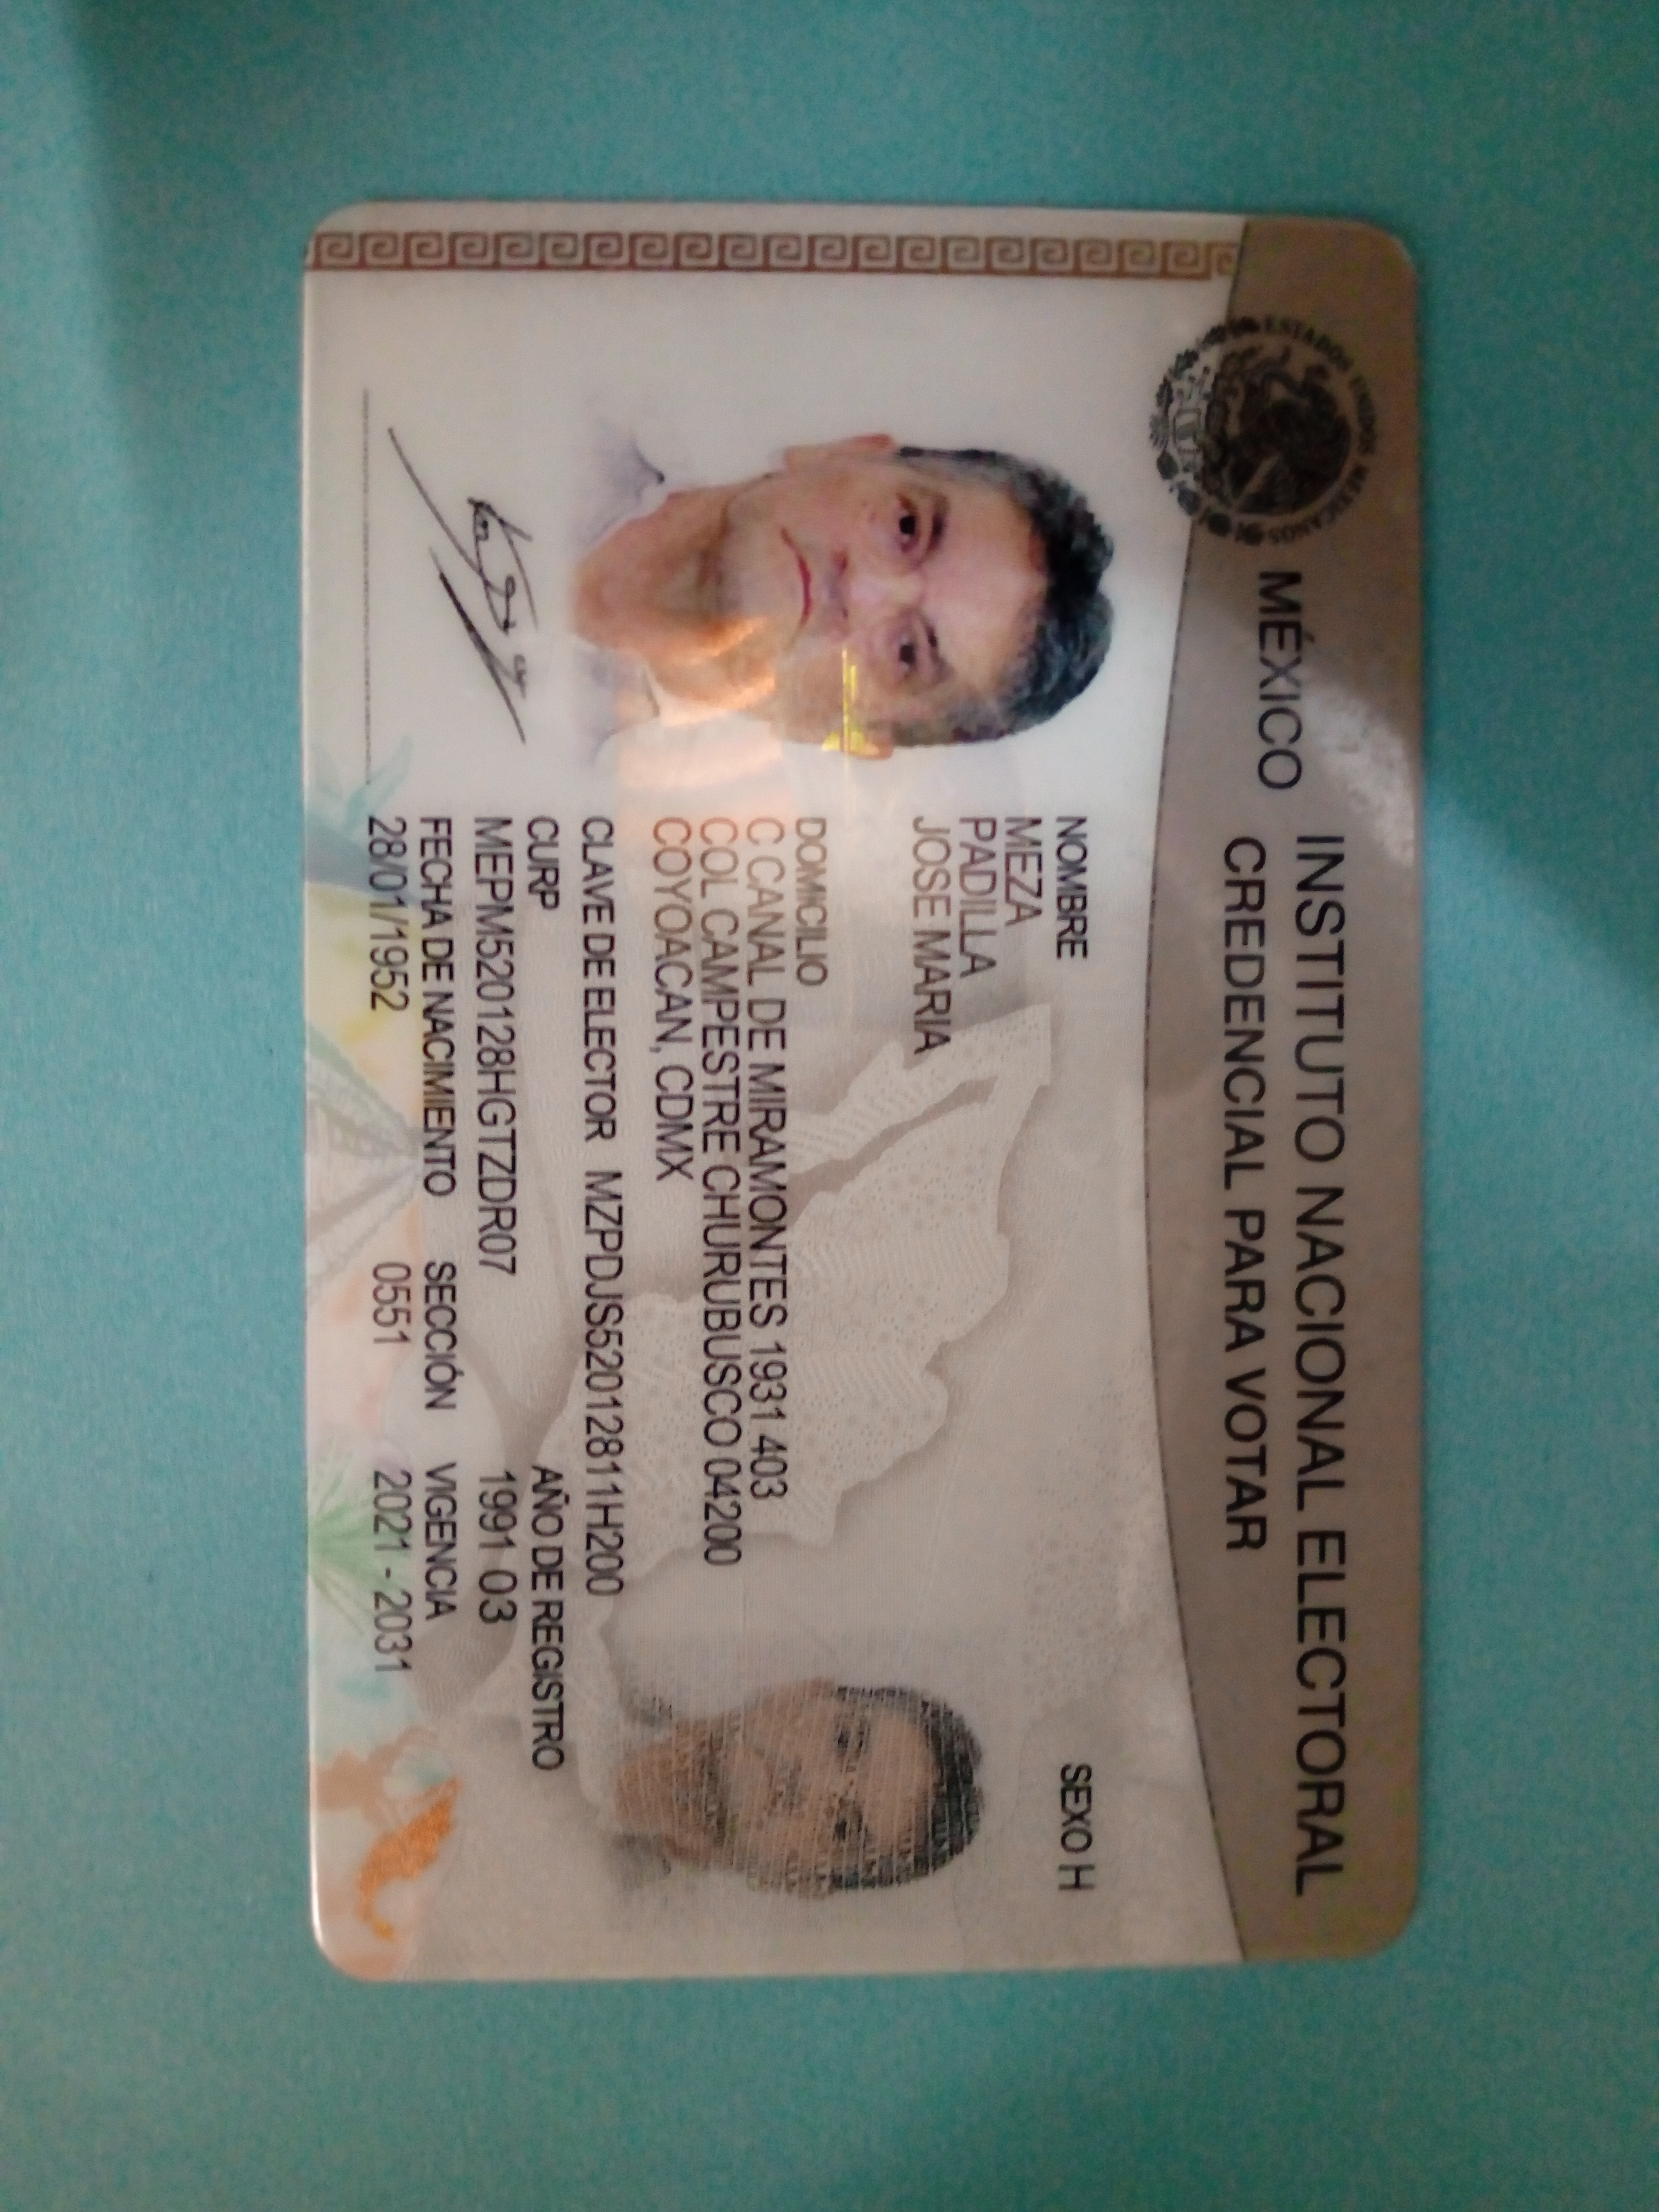 ESTADOS UNIDOS MEXICANOS
MÉXICO INSTITUTO NACIONAL ELECTORAL
CREDENCIAL PARA VOTAR
NOMBRE SEXO H
MEZA
PADILLA
JOSE MARIA
DOMICILIO
C CANAL DE MIRAMONTES 1931 403
COL CAMPESTRE CHURUBUSCO 04200
COYOACAN, CDMX
CLAVE DE ELECTOR MZPDJS52012811H200
CURP AÑO DE REGISTRO
MEPM520128HGTZDR07 1991 03
FECHA DE NACIMIENTO SECCIÓN VIGENCIA
28/01/1952 0551 2021 - 2031